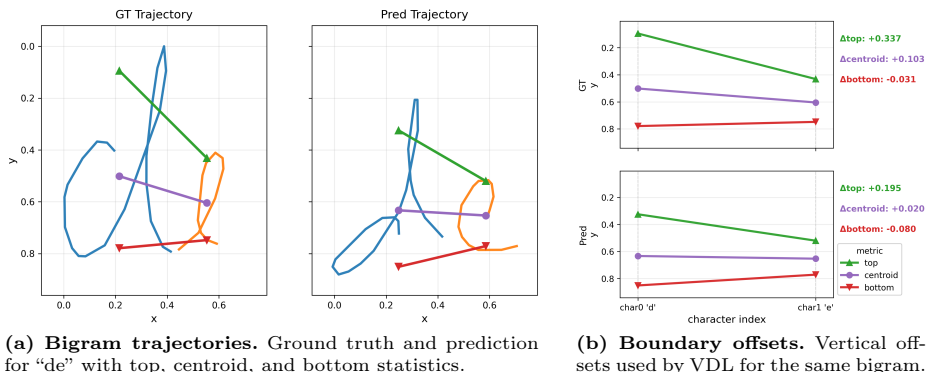 GT Trajectory
0.0
0.2
0.4
0.6
0.8
y
0.0
0.2
0.4
0.6
x
Pred Trajectory
0.0
0.2
0.4
0.6
x
(a) Bigram trajectories. Ground truth and prediction
for “de” with top, centroid, and bottom statistics.
0.2
0.4
0.6
0.8
GT
y
Δtop: +0.337
Δcentroid: +0.103
Δbottom: -0.031
0.2
0.4
0.6
0.8
Pred
y
Δtop: +0.195
Δcentroid: +0.020
Δbottom: -0.080
metric
top
centroid
bottom
char0 'd'
char1 'e'
character index
(b) Boundary offsets. Vertical off-
sets used by VDL for the same bigram.